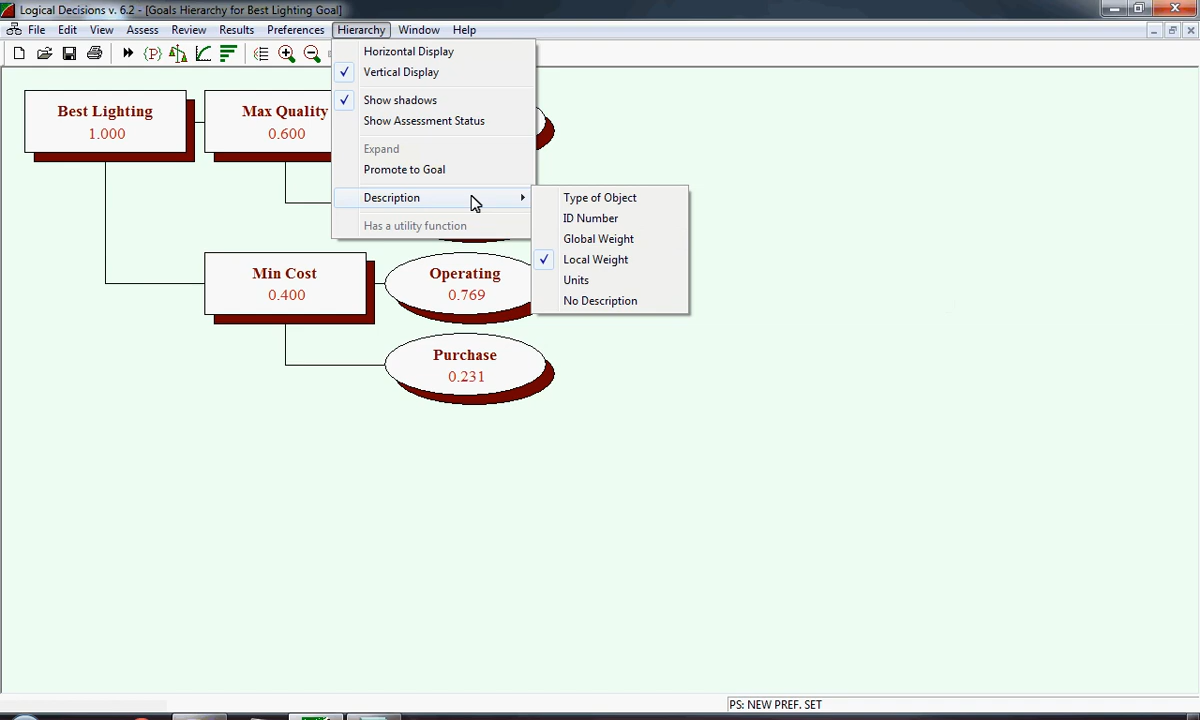 Logical Decisions v. 6.2 - [Goals Hierarchy for Best Lighting Goal]
File Edit View Assess Review Results Preferences Hierarchy Window Help
Horizontal Display
Vertical Display
Show shadows
Show Assessment Status
Expand
Promote to Goal
Description
Has a utility function
Type of Object
ID Number
Global Weight
Local Weight
Units
No Description
Best Lighting
1.000
Max Quality
0.600
Min Cost
0.400
Operating
0.769
Purchase
0.231
PS: NEW PREF. SET